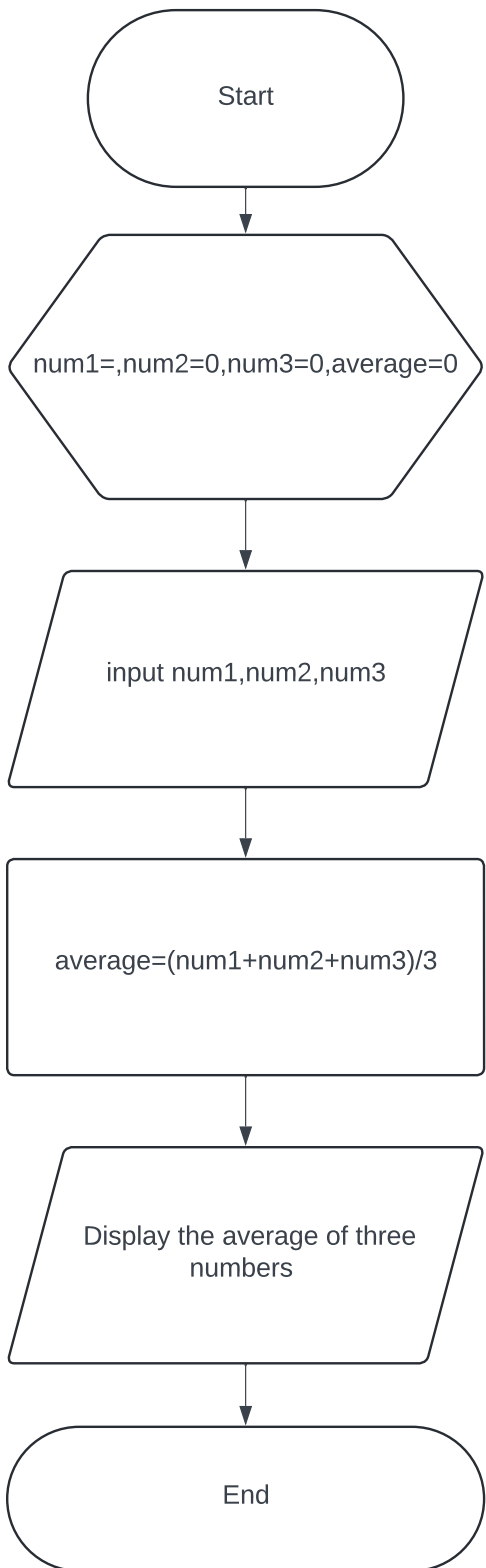 Start
num1=,num2=0,num3=0,average=0
input num1,num2,num3
average=(num1+num2+num3)/3
Display the average of three
numbers
End